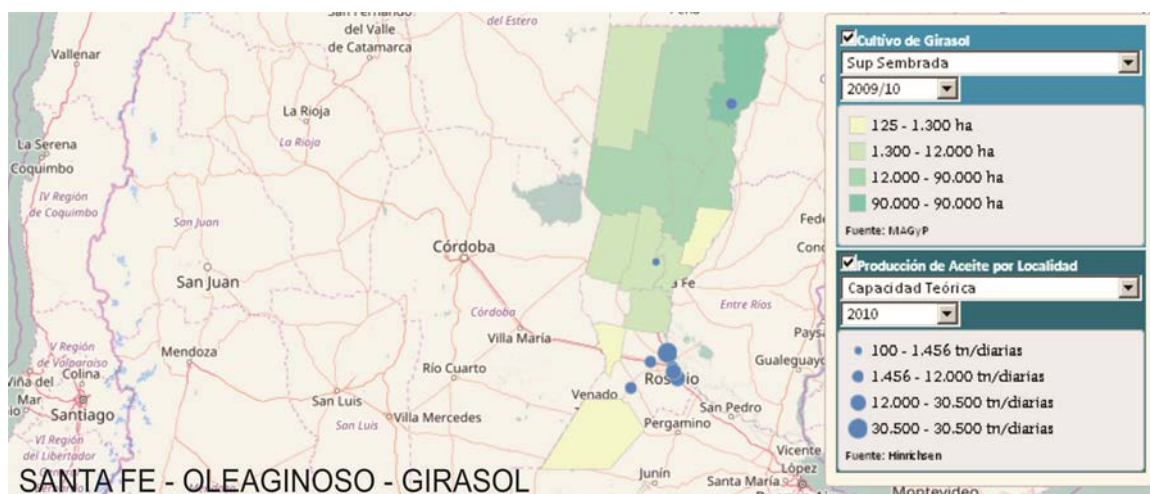 San Fernando
del Valle
de Catamarca
del Estero
Vallenar
La Rioja
La Rioja
La Serena
Coquimbo
IV Región
de Coquimbo
San Juan
San Juan
Córdoba
Córdoba
a Fe
Entre Ríos
Villa María
V Región
de Valparaíso
Viña del
Mar
Colina
Santiago
Mendoza
Río Cuarto
San Luis
San Luis
Villa Mercedes
Venado
San Pedro
Pergamino
Gualeguayc
VI Región
del Libertador
Junín
Vicente
López
Santa María
Montevideo
SANTA FE - OLEAGINOSO - GIRASOL
Cultivo de Girasol
Sup Sembrada
2009/10
125 - 1.300 ha
1.300 - 12.000 ha
12.000 - 90.000 ha
90.000 - 90.000 ha
Fuente: MAGyP
Producción de Aceite por Localidad
Capacidad Teórica
2010
100 - 1.456 tn/diarias
1.456 - 12.000 tn/diarias
12.000 - 30.500 tn/diarias
30.500 - 30.500 tn/diarias
Fuente: Hinrichsen